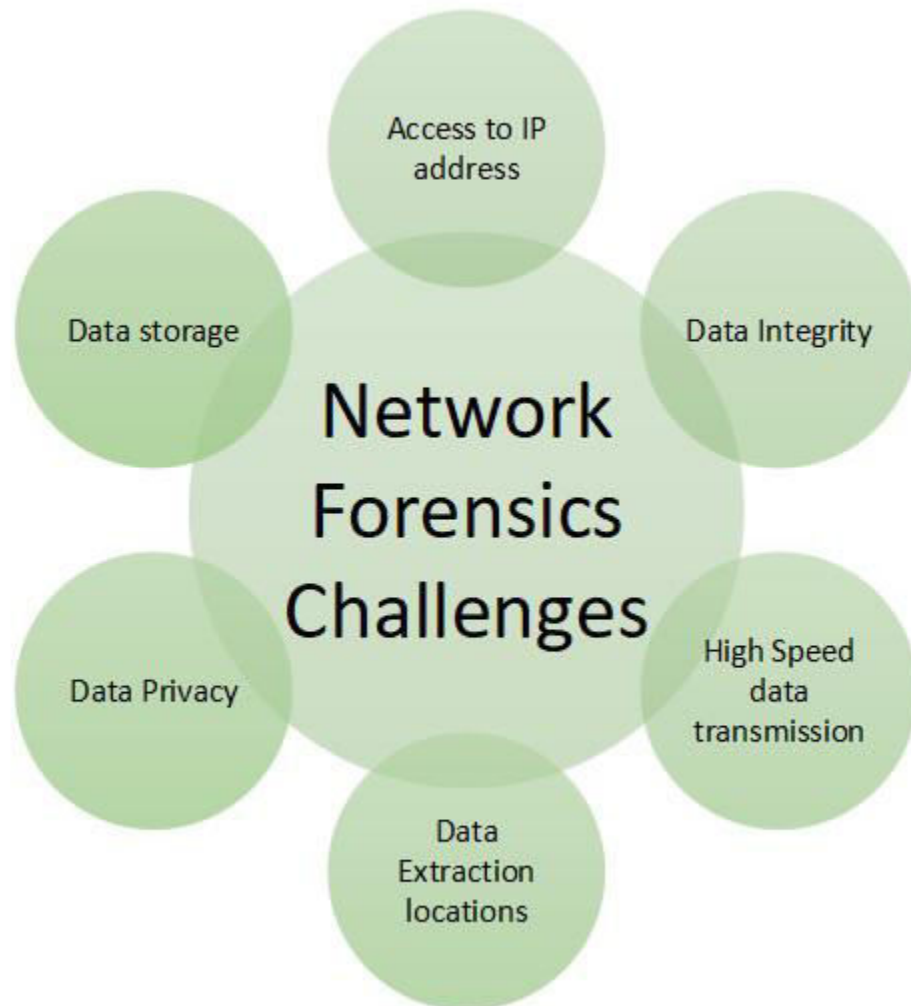 Access to IP
address
Data storage
Data Integrity
Network
Forensics
Challenges
Data Privacy
High Speed
data
transmission
Data
Extraction
locations